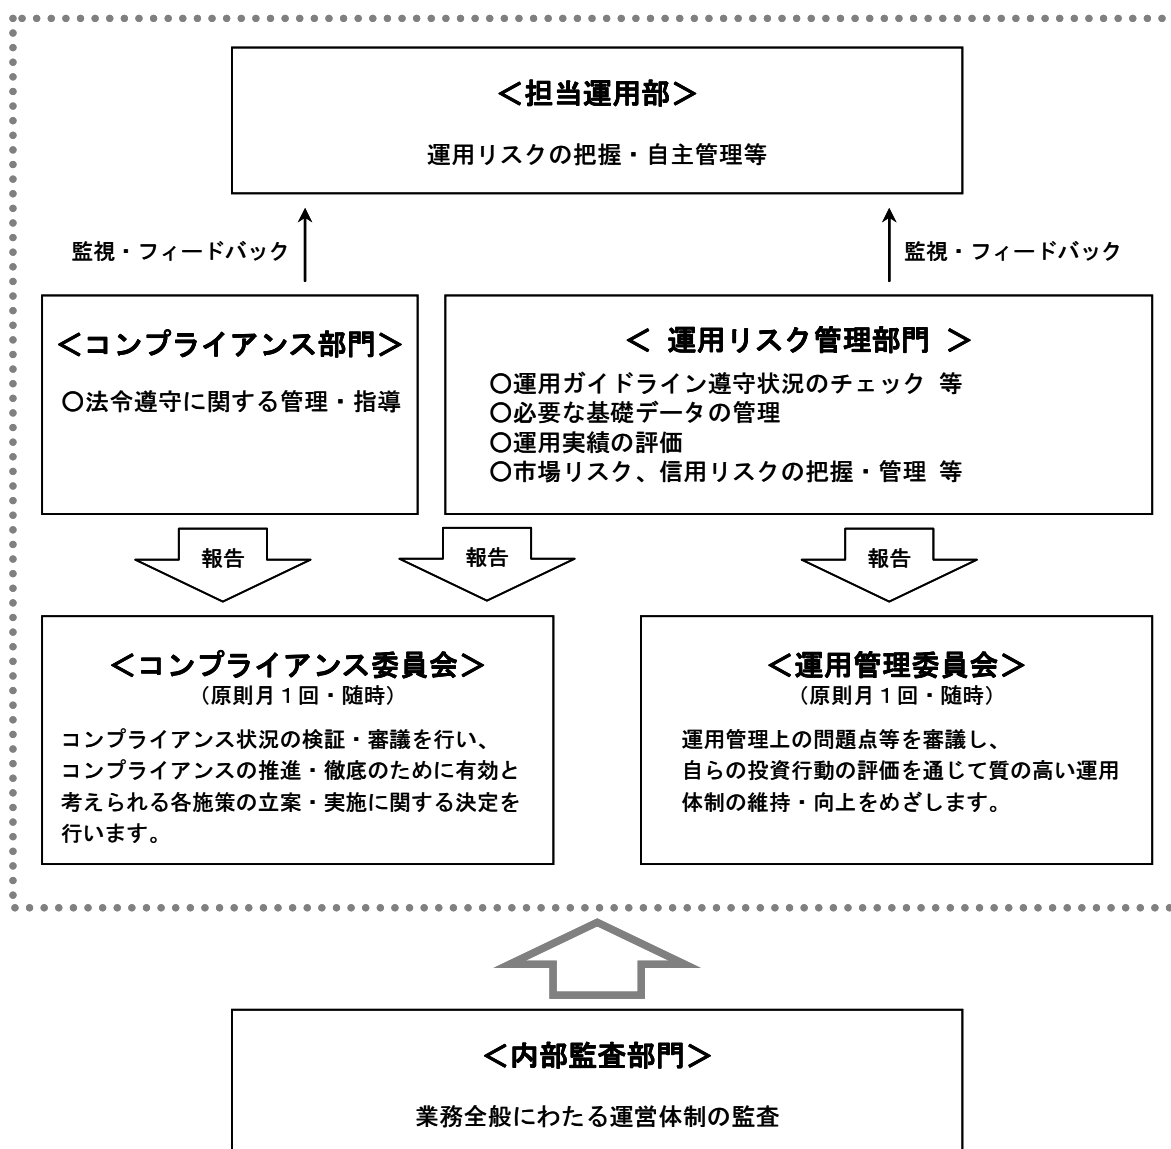 ＜担当運用部＞
運用リスクの把握・自主管理等
監視・フィードバック
監視・フィードバック
＜コンプライアンス部門＞
〇法令遵守に関する管理・指導
＜ 運用リスク管理部門 ＞
〇運用ガイドライン遵守状況のチェック 等
〇必要な基礎データの管理
〇運用実績の評価
〇市場リスク、信用リスクの把握・管理 等
報告
報告
報告
＜コンプライアンス委員会＞
（原則月１回・随時）
コンプライアンス状況の検証・審議を行い、
コンプライアンスの推進・徹底のために有効と
考えられる各施策の立案・実施に関する決定を
行います。
＜運用管理委員会＞
（原則月１回・随時）
運用管理上の問題点等を審議し、
自らの投資行動の評価を通じて質の高い運用
体制の維持・向上をめざします。
＜内部監査部門＞
業務全般にわたる運営体制の監査